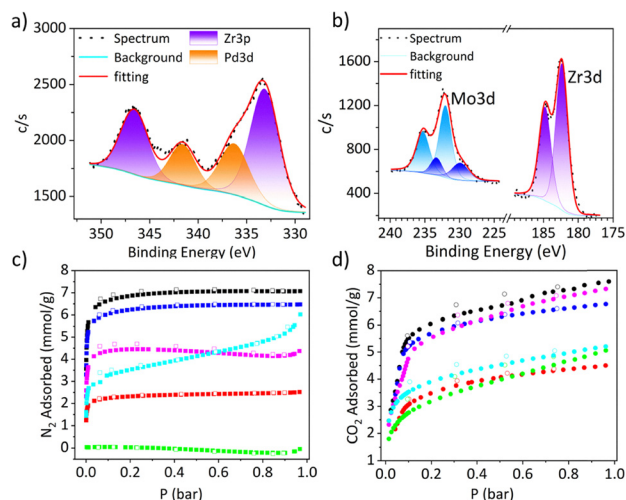 a)
Spectrum
Zr3p
Background
Pd3d
fitting
3000
2500
2000
1500
c/s
350
345
340
335
330
Binding Energy (eV)
b)
Spectrum
Background
fitting
Mo3d
Zr3d
1600
1200
800
400
c/s
240
235
230
225
185
180
175
Binding Energy (eV)
c)
8
7
6
5
4
3
2
1
0
N2 Adsorbed (mmol/g)
0.0
0.2
0.4
0.6
0.8
1.0
P (bar)
d)
8
7
6
5
4
3
2
1
CO2 Adsorbed (mmol/g)
0.0
0.2
0.4
0.6
0.8
1.0
P (bar)